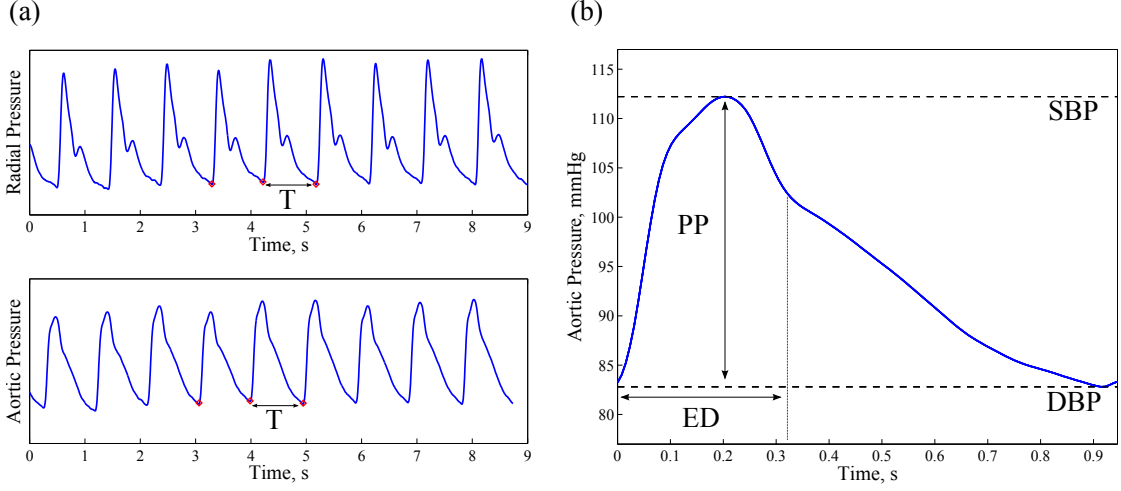 (a)
Radial Pressure
T
0 1 2 3 4 5 6 7 8 9
Time, s
Aortic Pressure
T
0 1 2 3 4 5 6 7 8 9
Time, s
(b)
Aortic Pressure, mmHg
115
110
105
100
95
90
85
80
SBP
PP
DBP
ED
0 0.1 0.2 0.3 0.4 0.5 0.6 0.7 0.8 0.9
Time, s